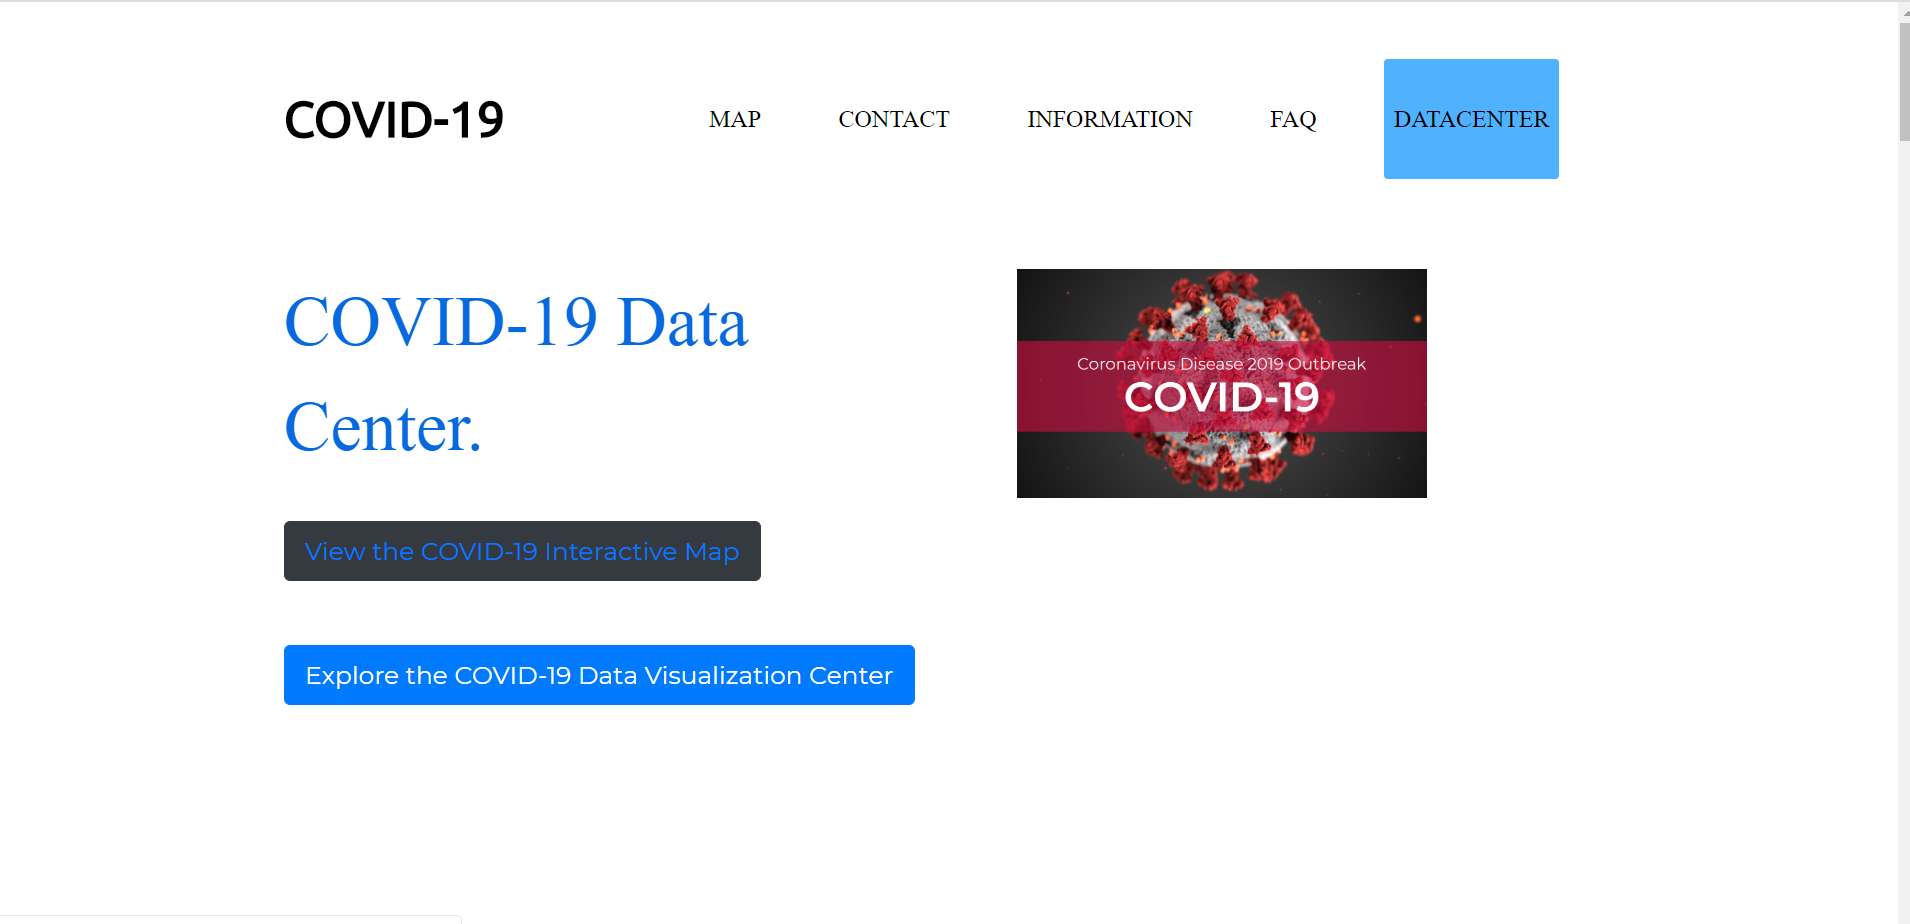 COVID-19
MAP
CONTACT
INFORMATION
FAQ
DATACENTER
COVID-19 Data
Center.
Coronavirus Disease 2019 Outbreak
COVID-19
View the COVID-19 Interactive Map
Explore the COVID-19 Data Visualization Center